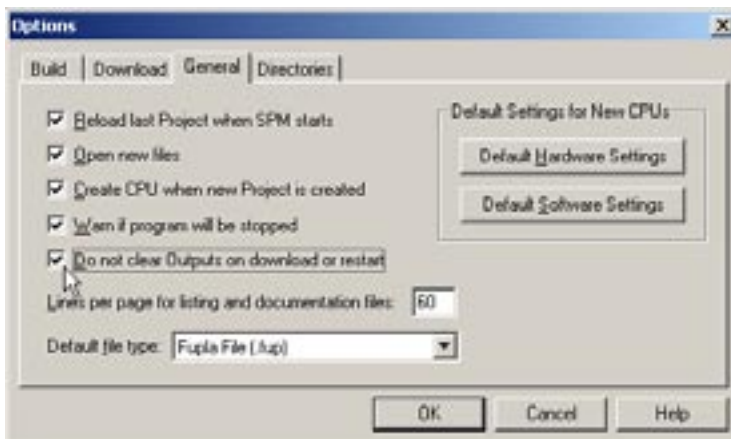 Options
Build Download General Directories
Reload last Project when SPM starts
Open new files
Create CPU when new Project is created
Warn if program will be stopped
Do not clear Outputs on download or restart
Lines per page for listing and documentation files: 60
Default file type: Fupla File (.fup)
Default Settings for New CPUs
Default Hardware Settings
Default Software Settings
OK Cancel Help